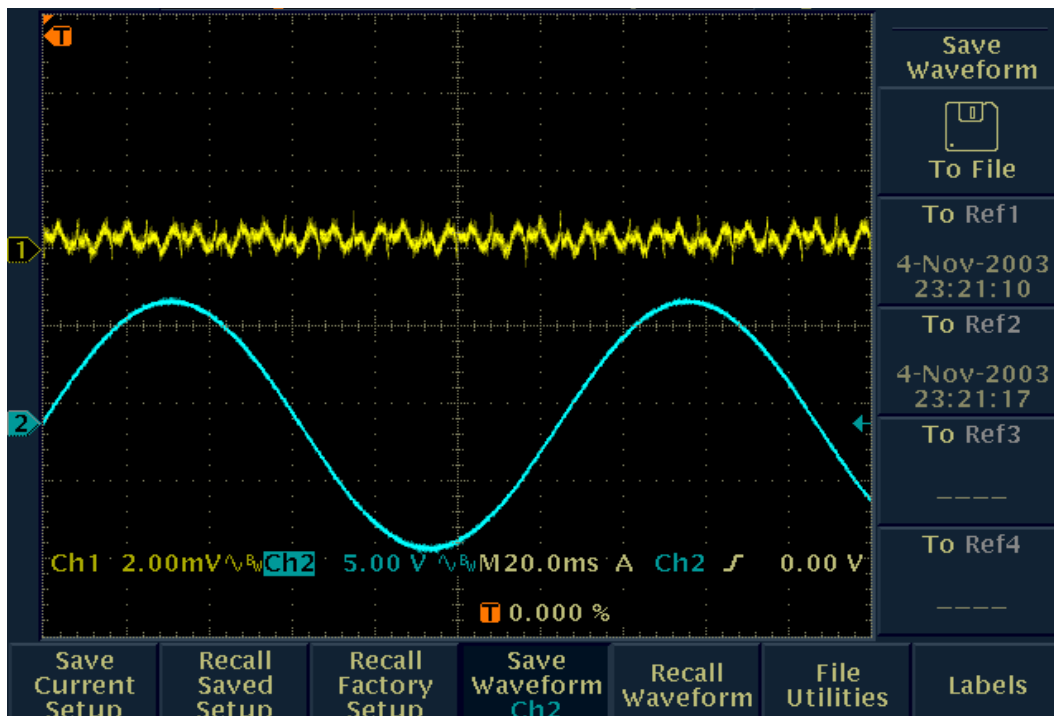 T
Save
Waveform
To File
To Ref1
4-Nov-2003
23:21:10
To Ref2
4-Nov-2003
23:21:17
To Ref3
----
To Ref4
----
1
2
Ch1 2.00mV∿BW Ch2 5.00 V ∿BW M20.0ms A Ch2 ƒ 0.00 V
T 0.000 %
Save
Current
Setup
Recall
Saved
Setup
Recall
Factory
Setup
Save
Waveform
Ch2
Recall
Waveform
File
Utilities
Labels